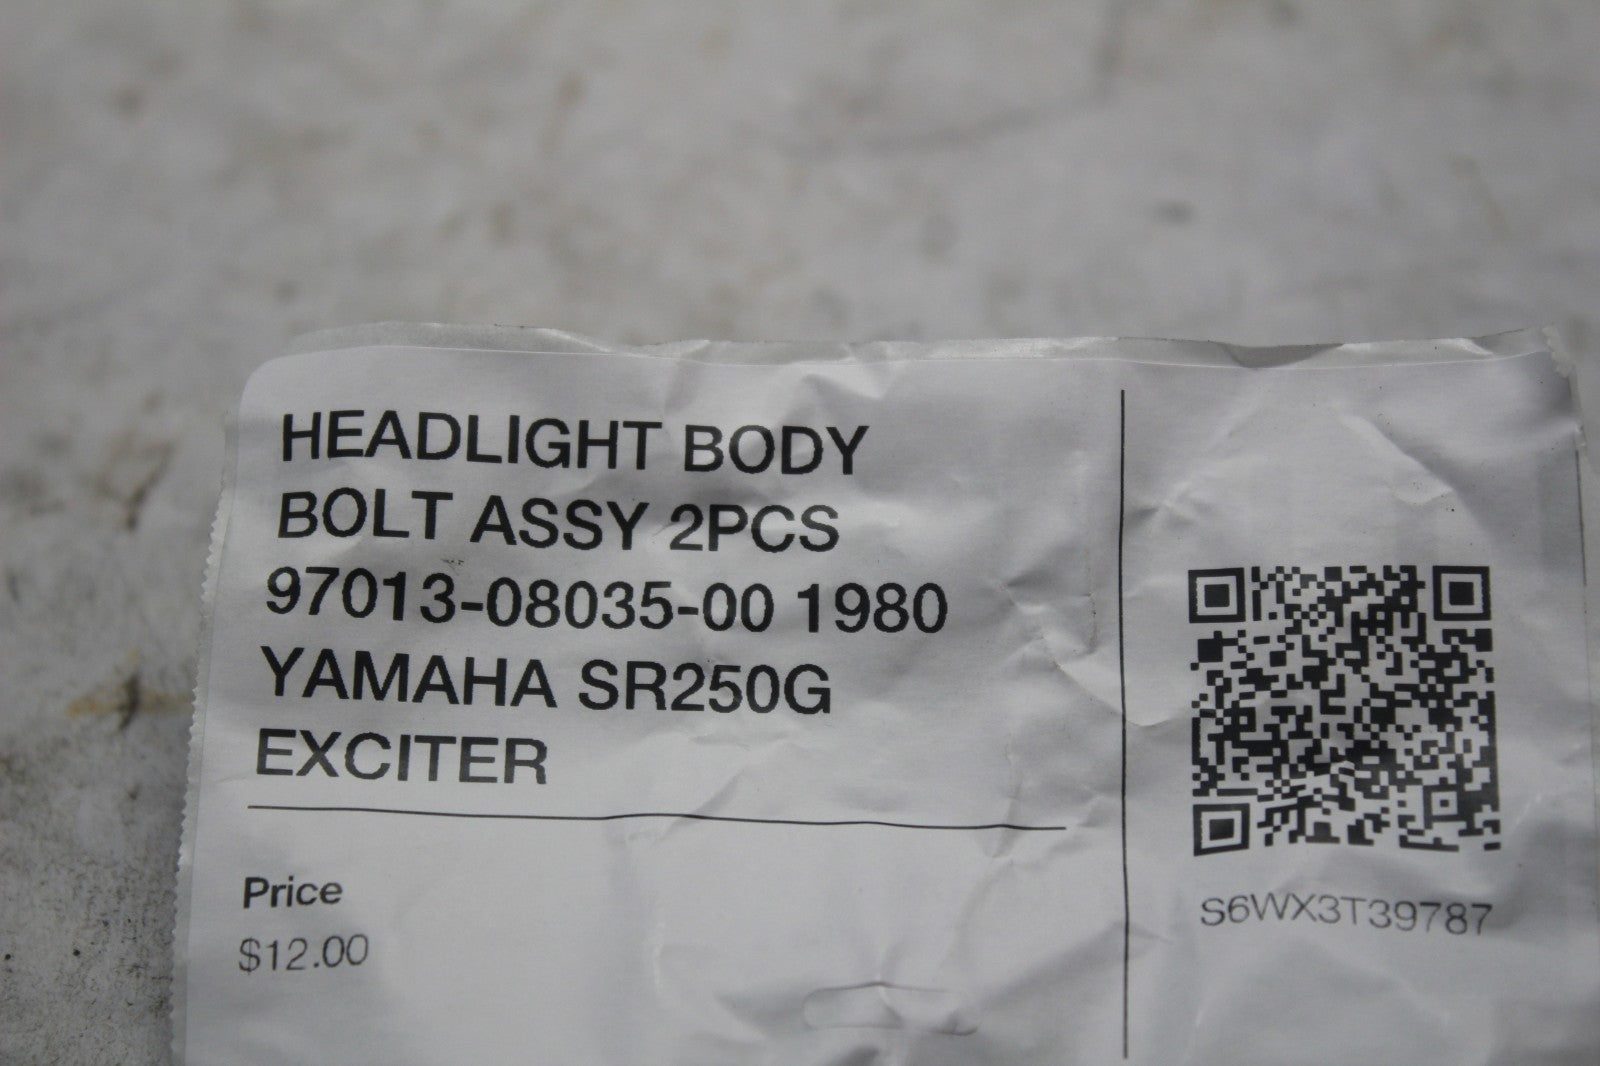 HEADLIGHT BODY
BOLT ASSY 2PCS
97013-08035-00 1980
YAMAHA SR250G
EXCITER
Price
$12.00
S6WX3T39787